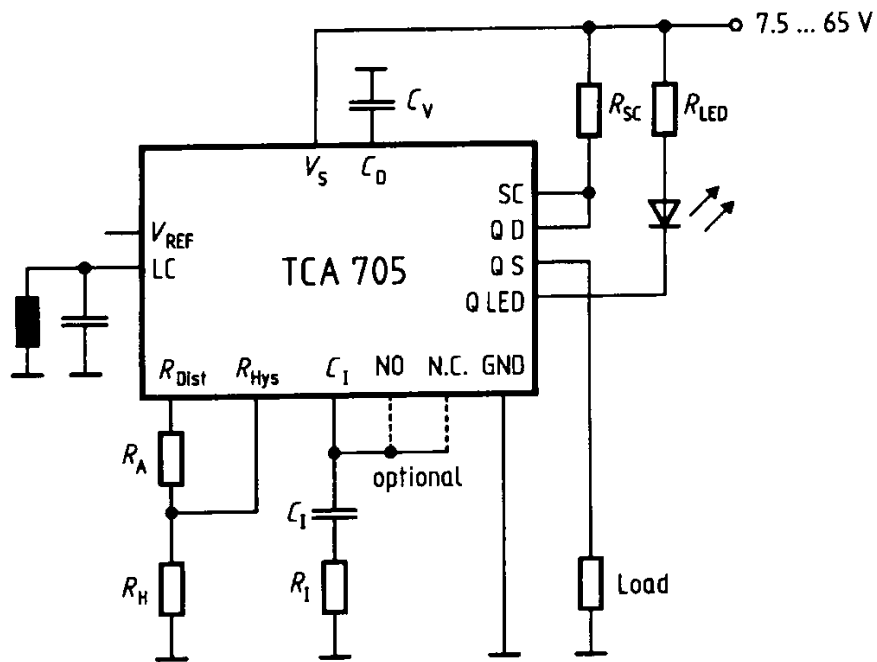 7.5 ... 65 V
R_SC
R_LED
C_V
V_S
C_D
SC
Q D
V_REF
LC
TCA 705
Q S
Q LED
R_Dist
R_Hys
C_I
NO
N.C.
GND
R_A
optional
C_I
R_H
R_I
Load